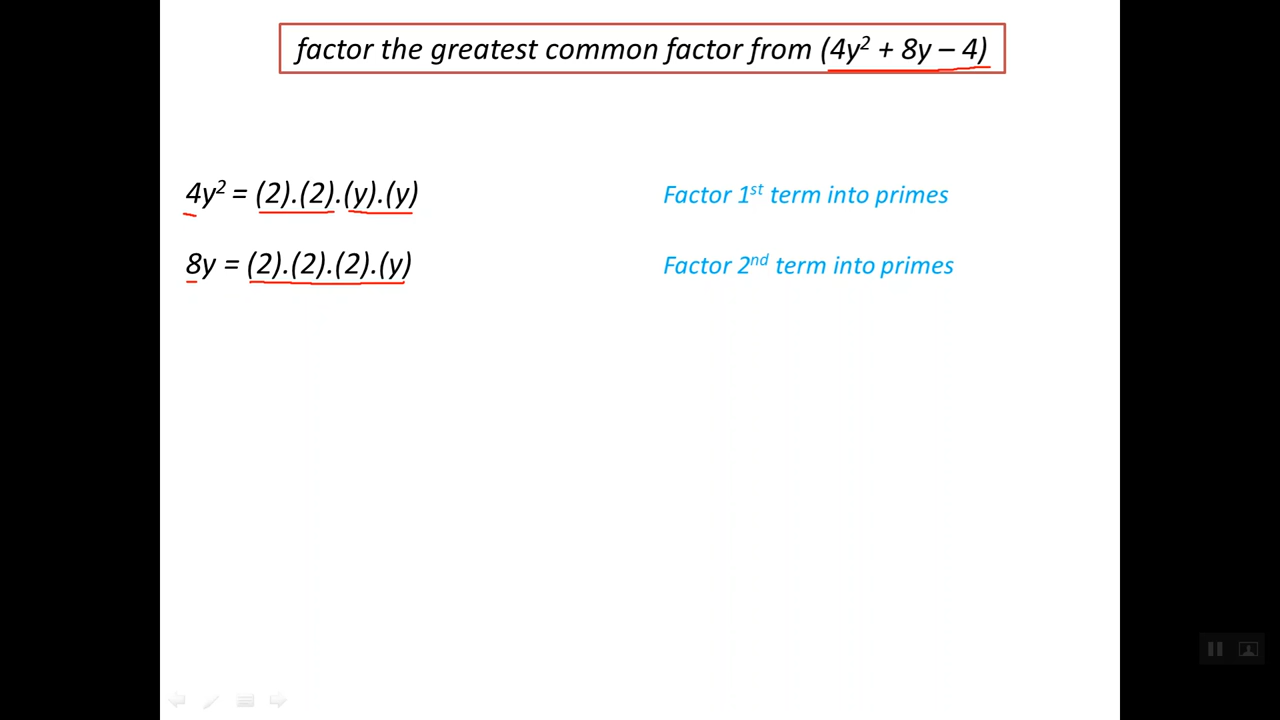 factor the greatest common factor from (4y² + 8y – 4)
4y² = (2).(2).(y).(y)
Factor 1ˢᵗ term into primes
8y = (2).(2).(2).(y)
Factor 2ⁿᵈ term into primes